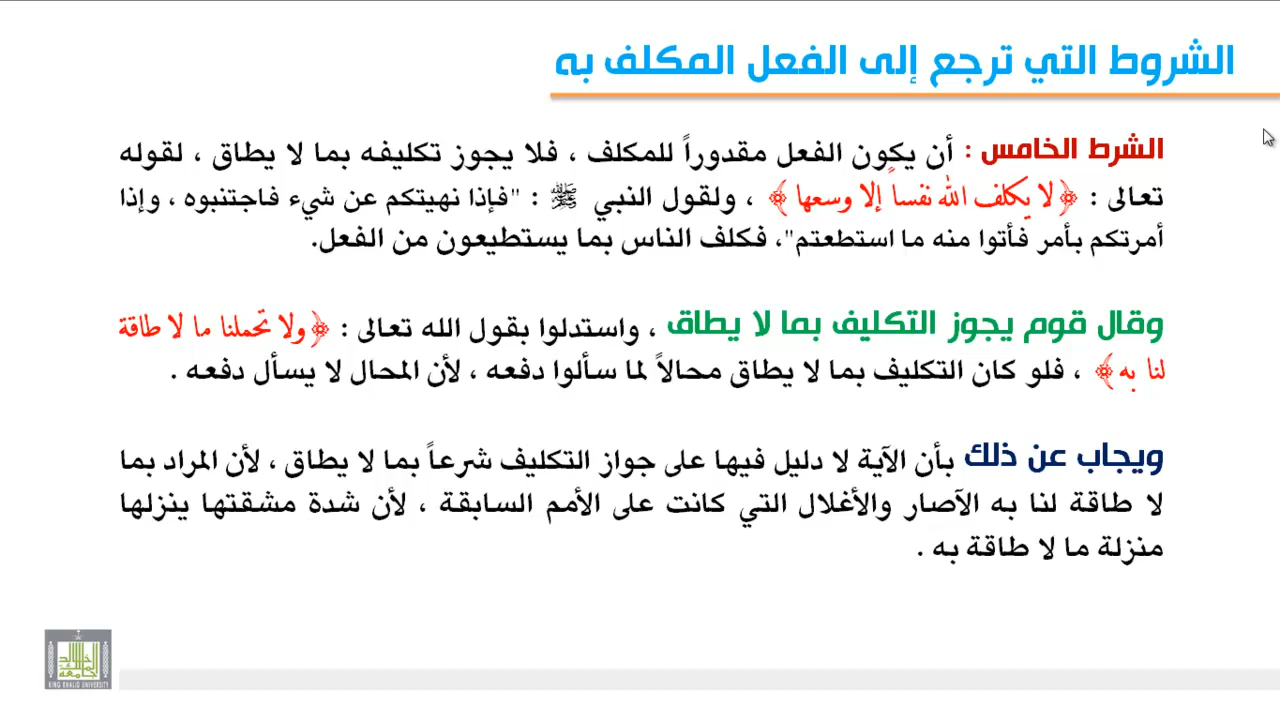 الشروط التي ترجع إلى الفعل المكلف به
الشرط الخامس : أن يكون الفعل مقدوراً للمكلف ، فلا يجوز تكليفه بما لا يطاق ، لقوله
تعالى : ﴿لا يكلف الله نفساً إلا وسعها﴾ ، ولقول النبي ﷺ : "فإذا نهيتكم عن شيء فاجتنبوه ، وإذا
أمرتكم بأمر فأتوا منه ما استطعتم"، فكلف الناس بما يستطيعون من الفعل.
وقال قوم يجوز التكليف بما لا يطاق ، واستدلوا بقول الله تعالى : ﴿ولا تحملنا ما لا طاقة
لنا به﴾ ، فلو كان التكليف بما لا يطاق محالاً لما سألوا دفعه ، لأن المحال لا يسأل دفعه .
ويجاب عن ذلك بأن الآية لا دليل فيها على جواز التكليف شرعاً بما لا يطاق ، لأن المراد بما
لا طاقة لنا به الآصار والأغلال التي كانت على الأمم السابقة ، لأن شدة مشقتها ينزلها
منزلة ما لا طاقة به .
جامعة الملك خالد
KING KHALID UNIVERSITY